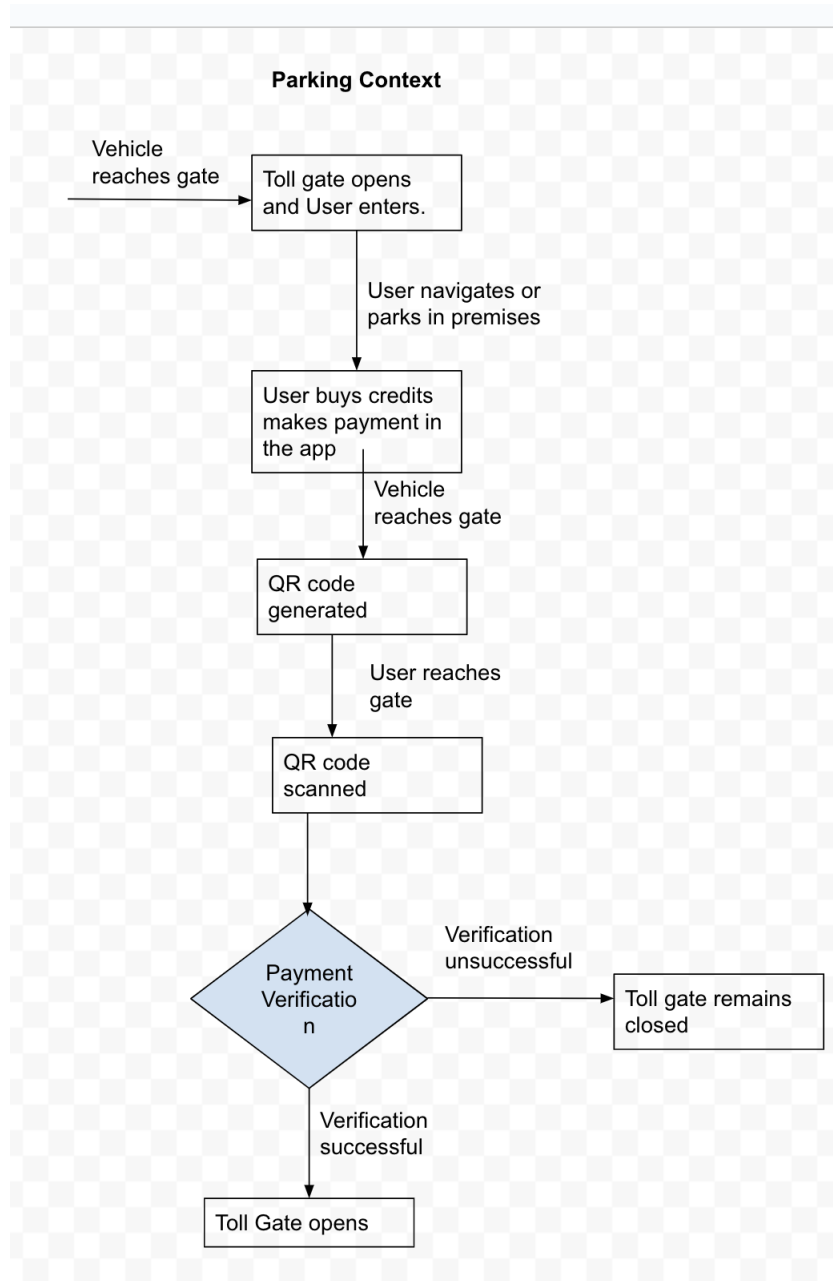 Parking Context
Vehicle
reaches gate
Toll gate opens
and User enters.
User navigates or
parks in premises
User buys credits
makes payment in
the app
Vehicle
reaches gate
QR code
generated
User reaches
gate
QR code
scanned
Payment
Verificatio
n
Verification
unsuccessful
Toll gate remains
closed
Verification
successful
Toll Gate opens